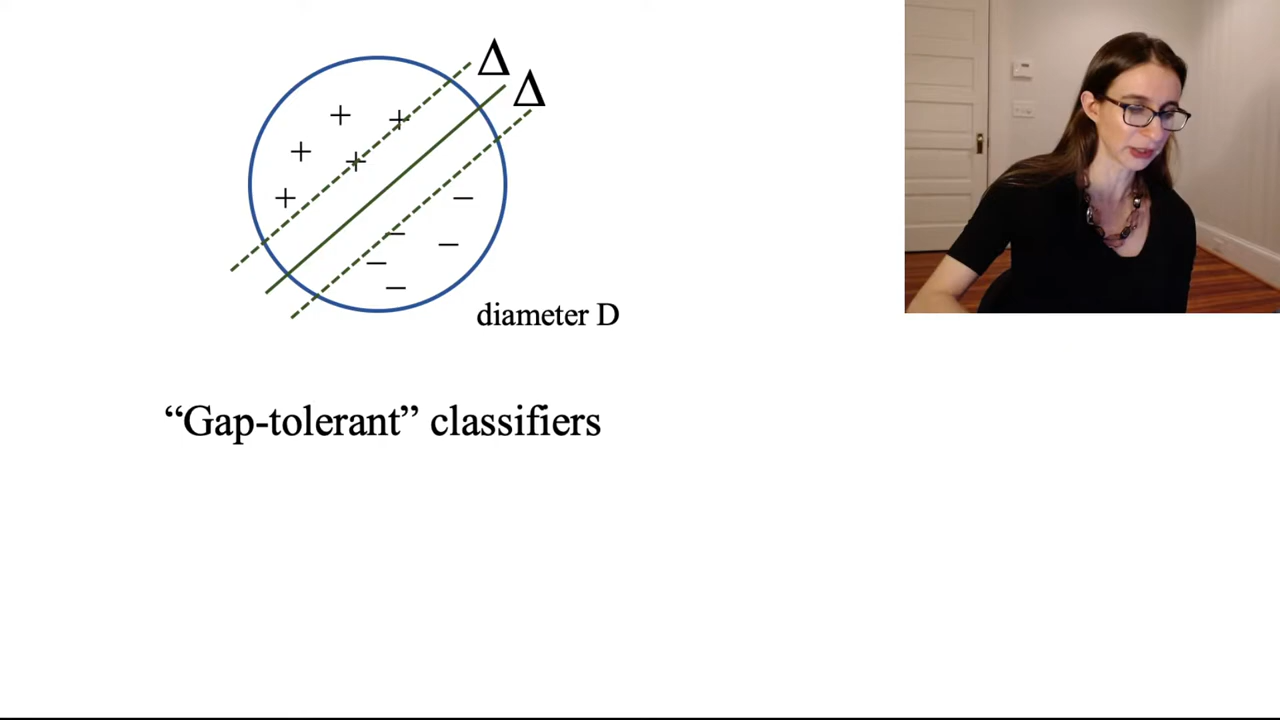 Δ
Δ
+ +
+ +
+ −
− −
−
−
diameter D
“Gap-tolerant” classifiers